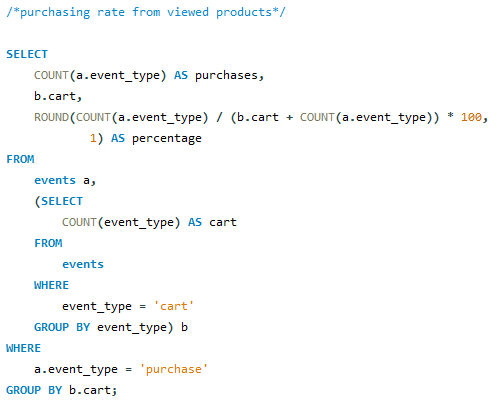 /*purchasing rate from viewed products*/
SELECT
COUNT(a.event_type) AS purchases,
b.cart,
ROUND(COUNT(a.event_type) / (b.cart + COUNT(a.event_type)) * 100,
1) AS percentage
FROM
events a,
(SELECT
COUNT(event_type) AS cart
FROM
events
WHERE
event_type = 'cart'
GROUP BY event_type) b
WHERE
a.event_type = 'purchase'
GROUP BY b.cart;